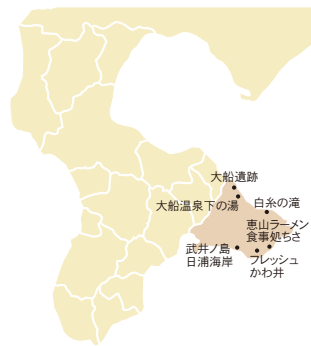 大船遺跡
大船温泉下の湯
白糸の滝
恵山ラーメン
食事処ちさ
武井ノ島
日浦海岸
フレッシュ
かわ井